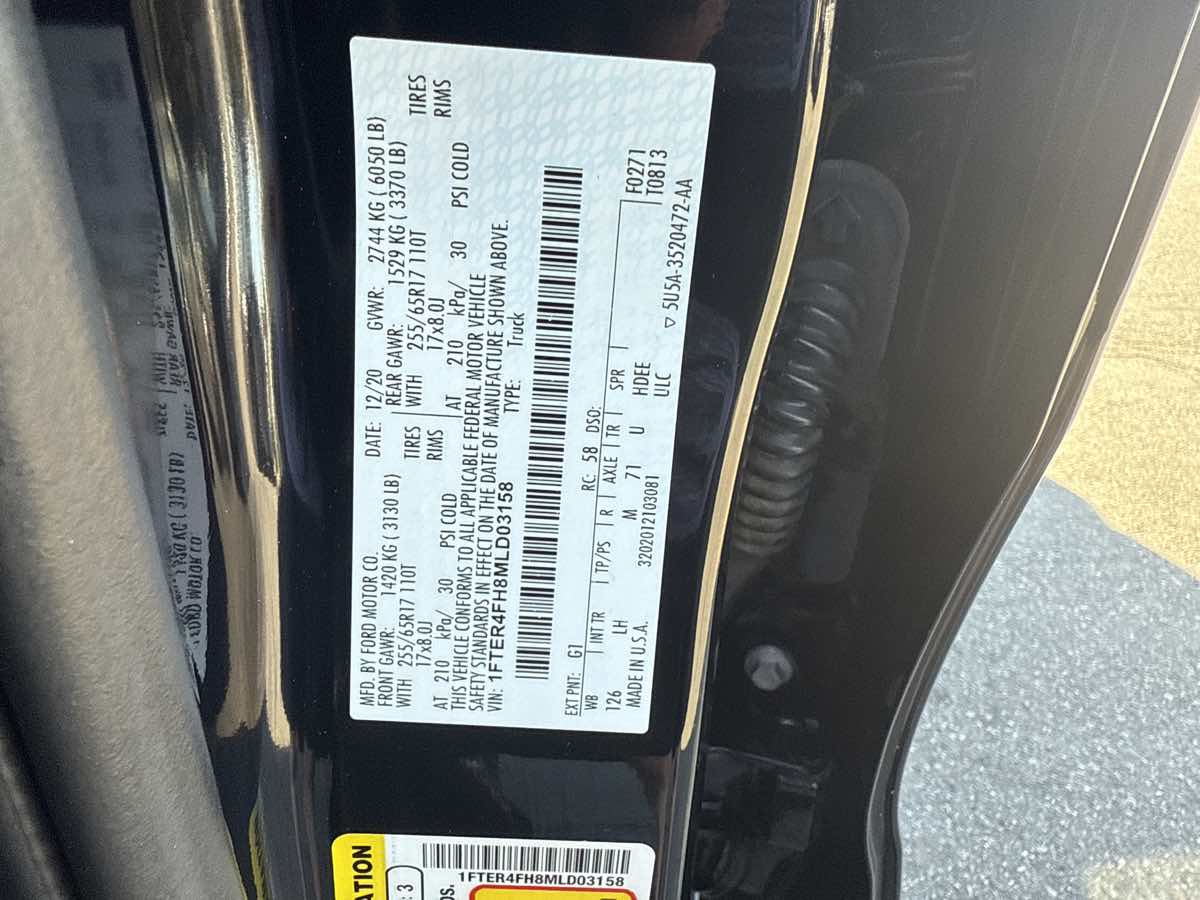 MFD. BY FORD MOTOR CO.
DATE: 12/20 GVWR: 2744 KG ( 6050 LB)
FRONT GAWR: 1420 KG ( 3130 LB)
REAR GAWR: 1529 KG ( 3370 LB)
WITH 255/65R17 110T TIRES
WITH 255/65R17 110T TIRES
17x8.0J RIMS
17x8.0J RIMS
AT 210 kPa/ 30 PSI COLD
AT 210 kPa/ 30 PSI COLD
THIS VEHICLE CONFORMS TO ALL APPLICABLE FEDERAL MOTOR VEHICLE
SAFETY STANDARDS IN EFFECT ON THE DATE OF MANUFACTURE SHOWN ABOVE.
VIN: 1FTER4FH8MLD03158 TYPE: Truck
EXT PNT: G1 RC: 58 DSO:
WB INT TR TP/PS R AXLE TR SPR F0271
126 LH M 71 U HDEE T0813
MADE IN U.S.A. 3202012103081 ULC
▽ 5U5A-3520472-AA
1FTER4FH8MLD03158
ATION
: 3
OS.